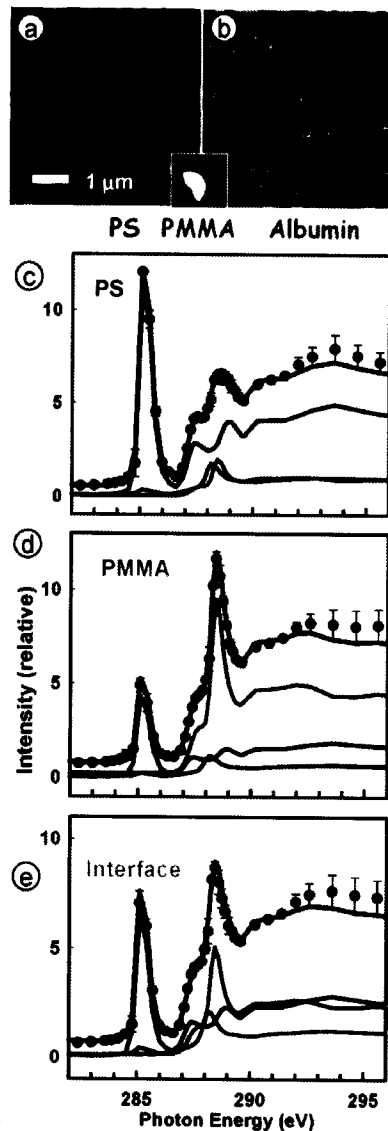 a b
1 µm
PS PMMA Albumin
c PS
10
5
0
d PMMA
10
5
0
e Interface
10
5
0
285 290 295
Photon Energy (eV)
Intensity (relative)